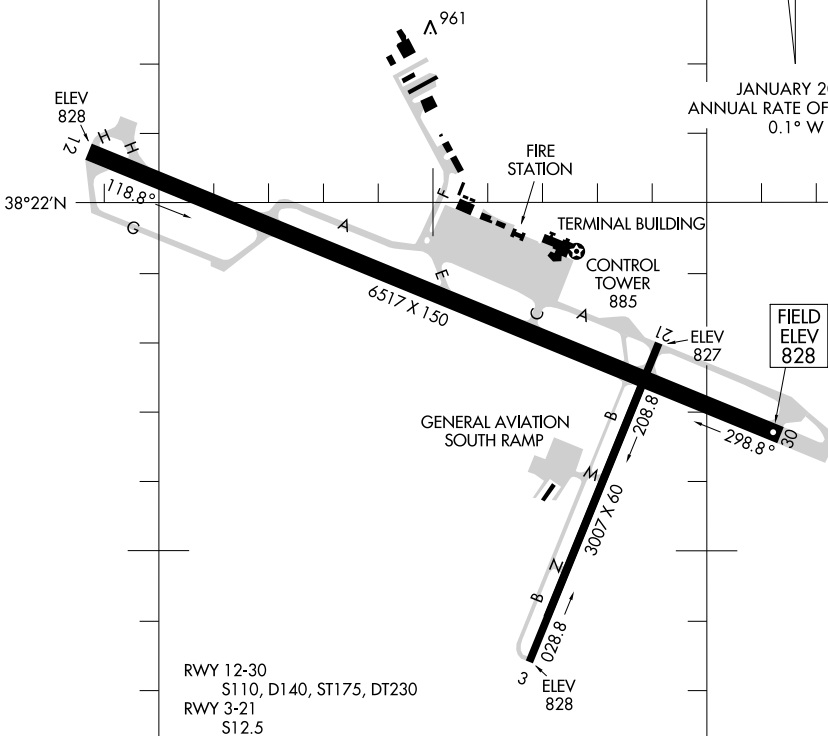 961
JANUARY 20
ANNUAL RATE OF
0.1° W
ELEV
828
12
H
H
118.8°
FIRE
STATION
F
38°22'N
G
A
TERMINAL BUILDING
CONTROL
TOWER
885
E
6517 X 150
C
A
21
ELEV
827
FIELD
ELEV
828
GENERAL AVIATION
SOUTH RAMP
B
208.8
298.8°
30
M
3007 X 60
N
B
028.8
3
ELEV
828
RWY 12-30
S110, D140, ST175, DT230
RWY 3-21
S12.5